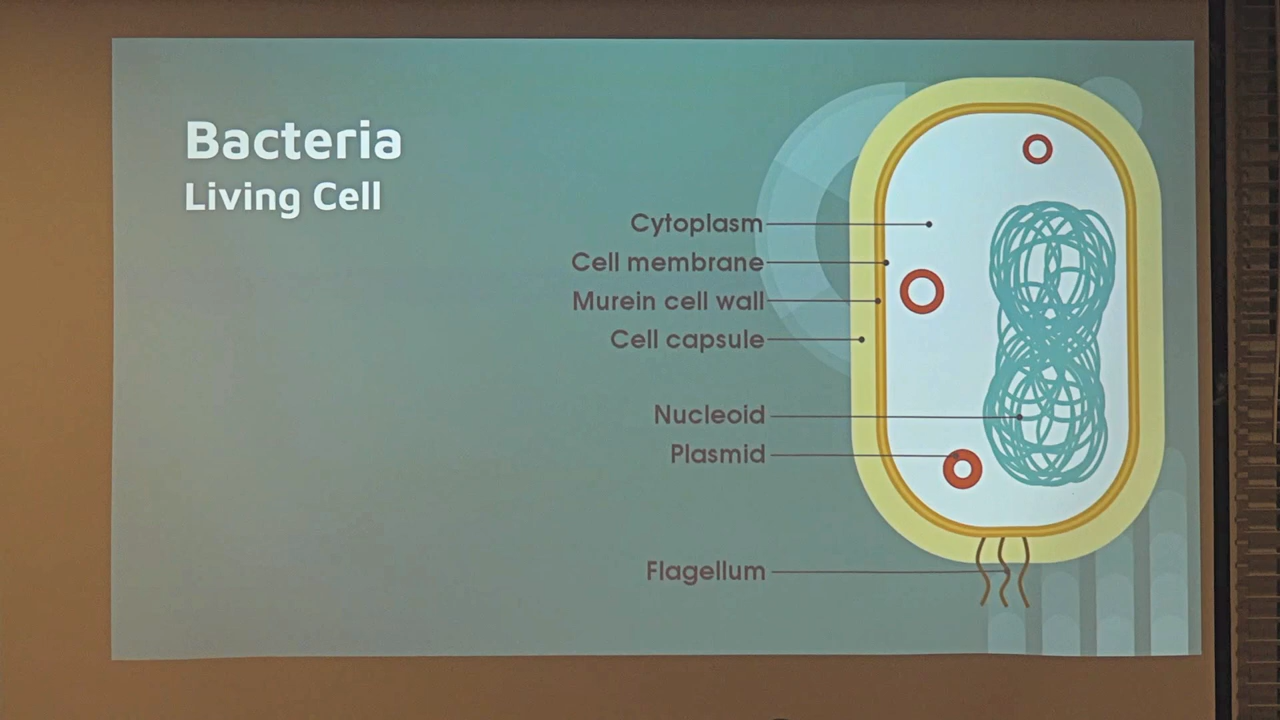 Bacteria
Living Cell
Cytoplasm
Cell membrane
Murein cell wall
Cell capsule
Nucleoid
Plasmid
Flagellum